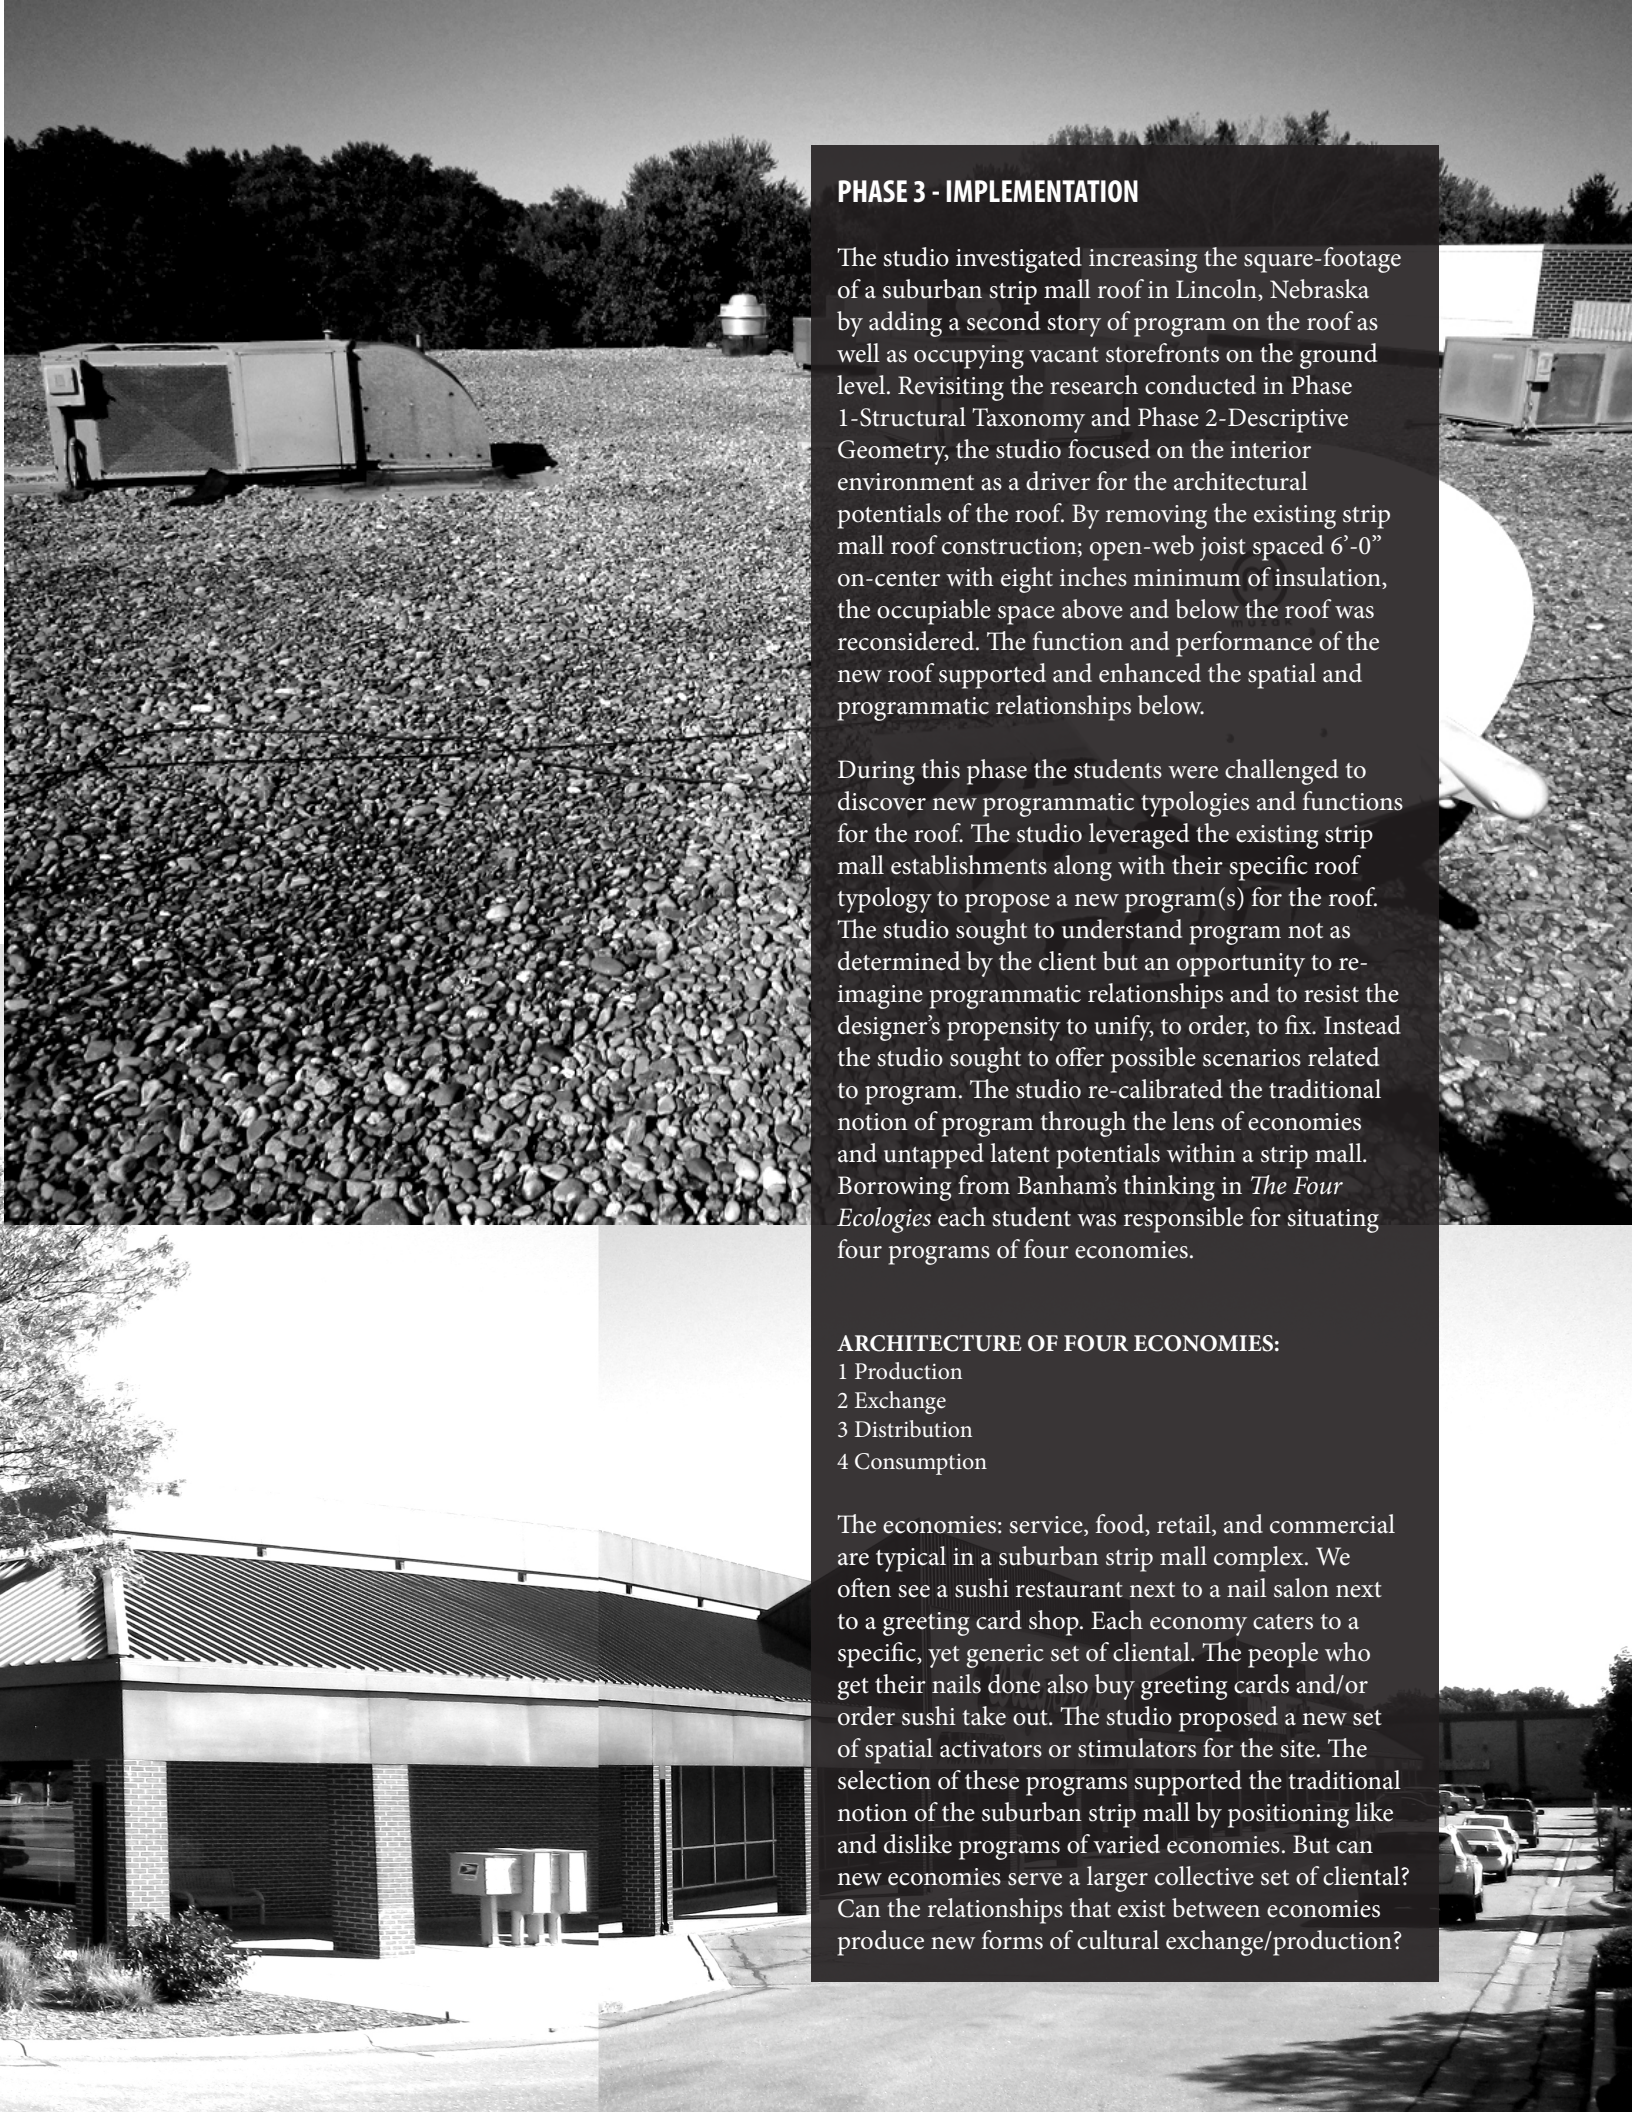 PHASE 3 - IMPLEMENTATION
The studio investigated increasing the square-footage
of a suburban strip mall roof in Lincoln, Nebraska
by adding a second story of program on the roof as
well as occupying vacant storefronts on the ground
level. Revisiting the research conducted in Phase
1-Structural Taxonomy and Phase 2-Descriptive
Geometry, the studio focused on the interior
environment as a driver for the architectural
potentials of the roof. By removing the existing strip
mall roof construction; open-web joist spaced 6’-0”
on-center with eight inches minimum of insulation,
the occupiable space above and below the roof was
reconsidered. The function and performance of the
new roof supported and enhanced the spatial and
programmatic relationships below.
During this phase the students were challenged to
discover new programmatic typologies and functions
for the roof. The studio leveraged the existing strip
mall establishments along with their specific roof
typology to propose a new program(s) for the roof.
The studio sought to understand program not as
determined by the client but an opportunity to re-
imagine programmatic relationships and to resist the
designer’s propensity to unify, to order, to fix. Instead
the studio sought to offer possible scenarios related
to program. The studio re-calibrated the traditional
notion of program through the lens of economies
and untapped latent potentials within a strip mall.
Borrowing from Banham’s thinking in The Four
Ecologies each student was responsible for situating
four programs of four economies.
ARCHITECTURE OF FOUR ECONOMIES:
1 Production
2 Exchange
3 Distribution
4 Consumption
The economies: service, food, retail, and commercial
are typical in a suburban strip mall complex. We
often see a sushi restaurant next to a nail salon next
to a greeting card shop. Each economy caters to a
specific, yet generic set of cliental. The people who
get their nails done also buy greeting cards and/or
order sushi take out. The studio proposed a new set
of spatial activators or stimulators for the site. The
selection of these programs supported the traditional
notion of the suburban strip mall by positioning like
and dislike programs of varied economies. But can
new economies serve a larger collective set of cliental?
Can the relationships that exist between economies
produce new forms of cultural exchange/production?